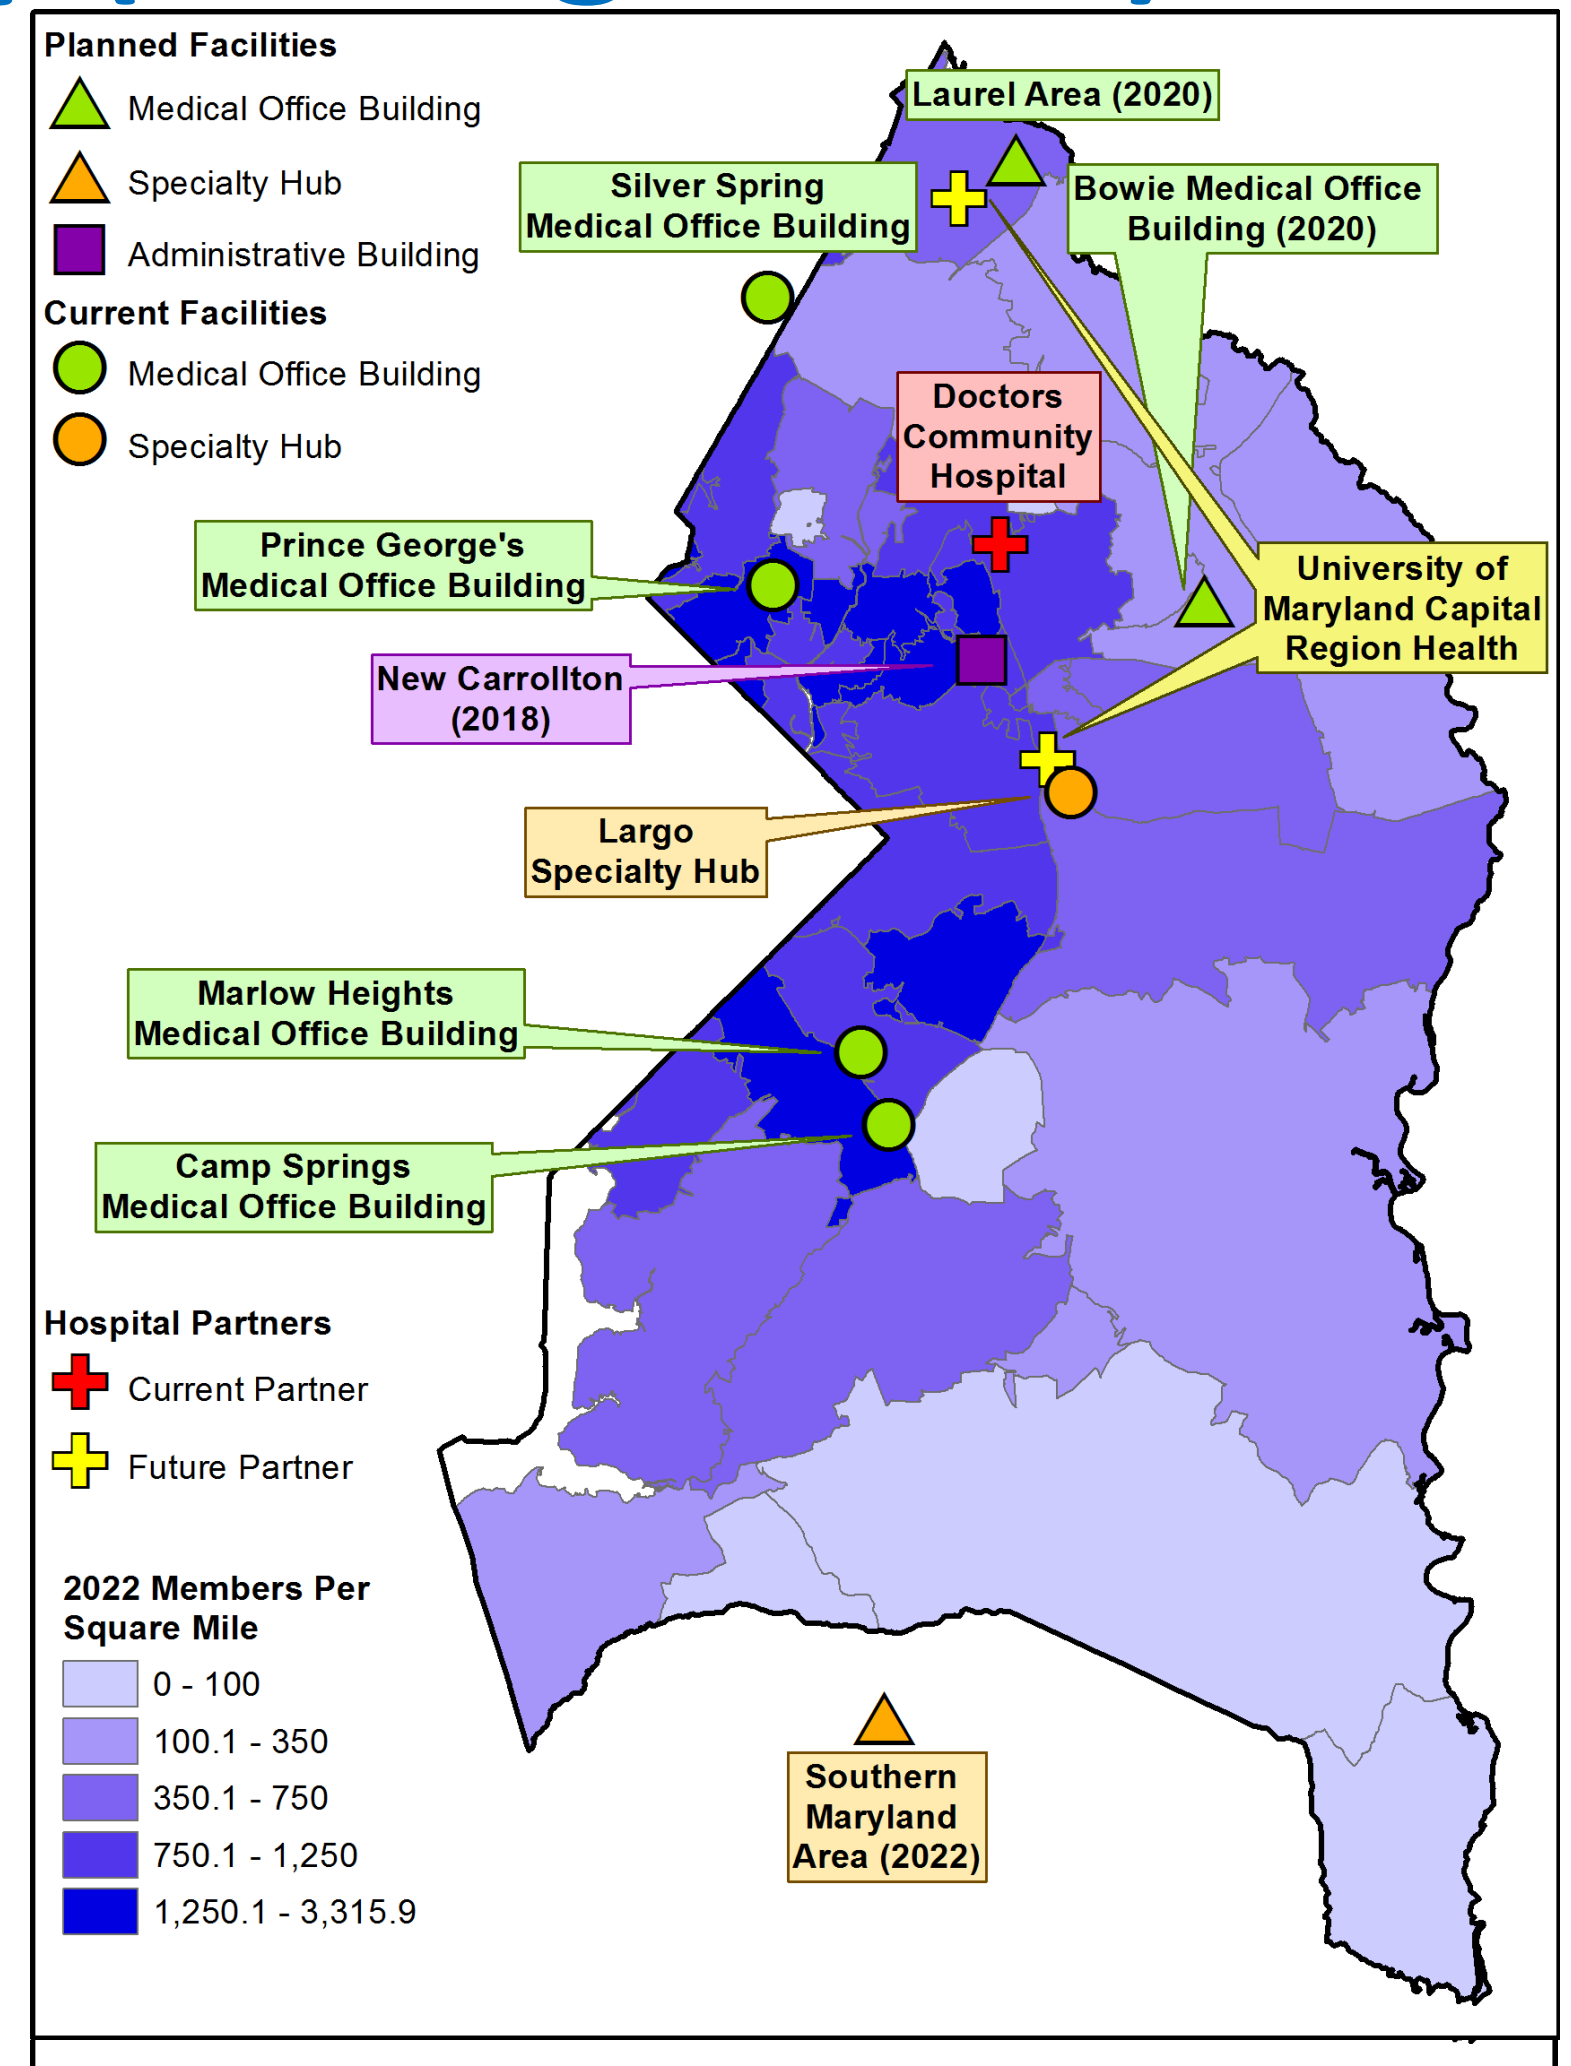 Planned Facilities
Medical Office Building
Specialty Hub
Administrative Building
Current Facilities
Medical Office Building
Specialty Hub
Laurel Area (2020)
Silver Spring
Medical Office Building
Bowie Medical Office
Building (2020)
Doctors
Community
Hospital
Prince George's
Medical Office Building
University of
Maryland Capital
Region Health
New Carrollton
(2018)
Largo
Specialty Hub
Marlow Heights
Medical Office Building
Camp Springs
Medical Office Building
Hospital Partners
Current Partner
Future Partner
2022 Members Per
Square Mile
0 - 100
100.1 - 350
350.1 - 750
750.1 - 1,250
1,250.1 - 3,315.9
Southern
Maryland
Area (2022)